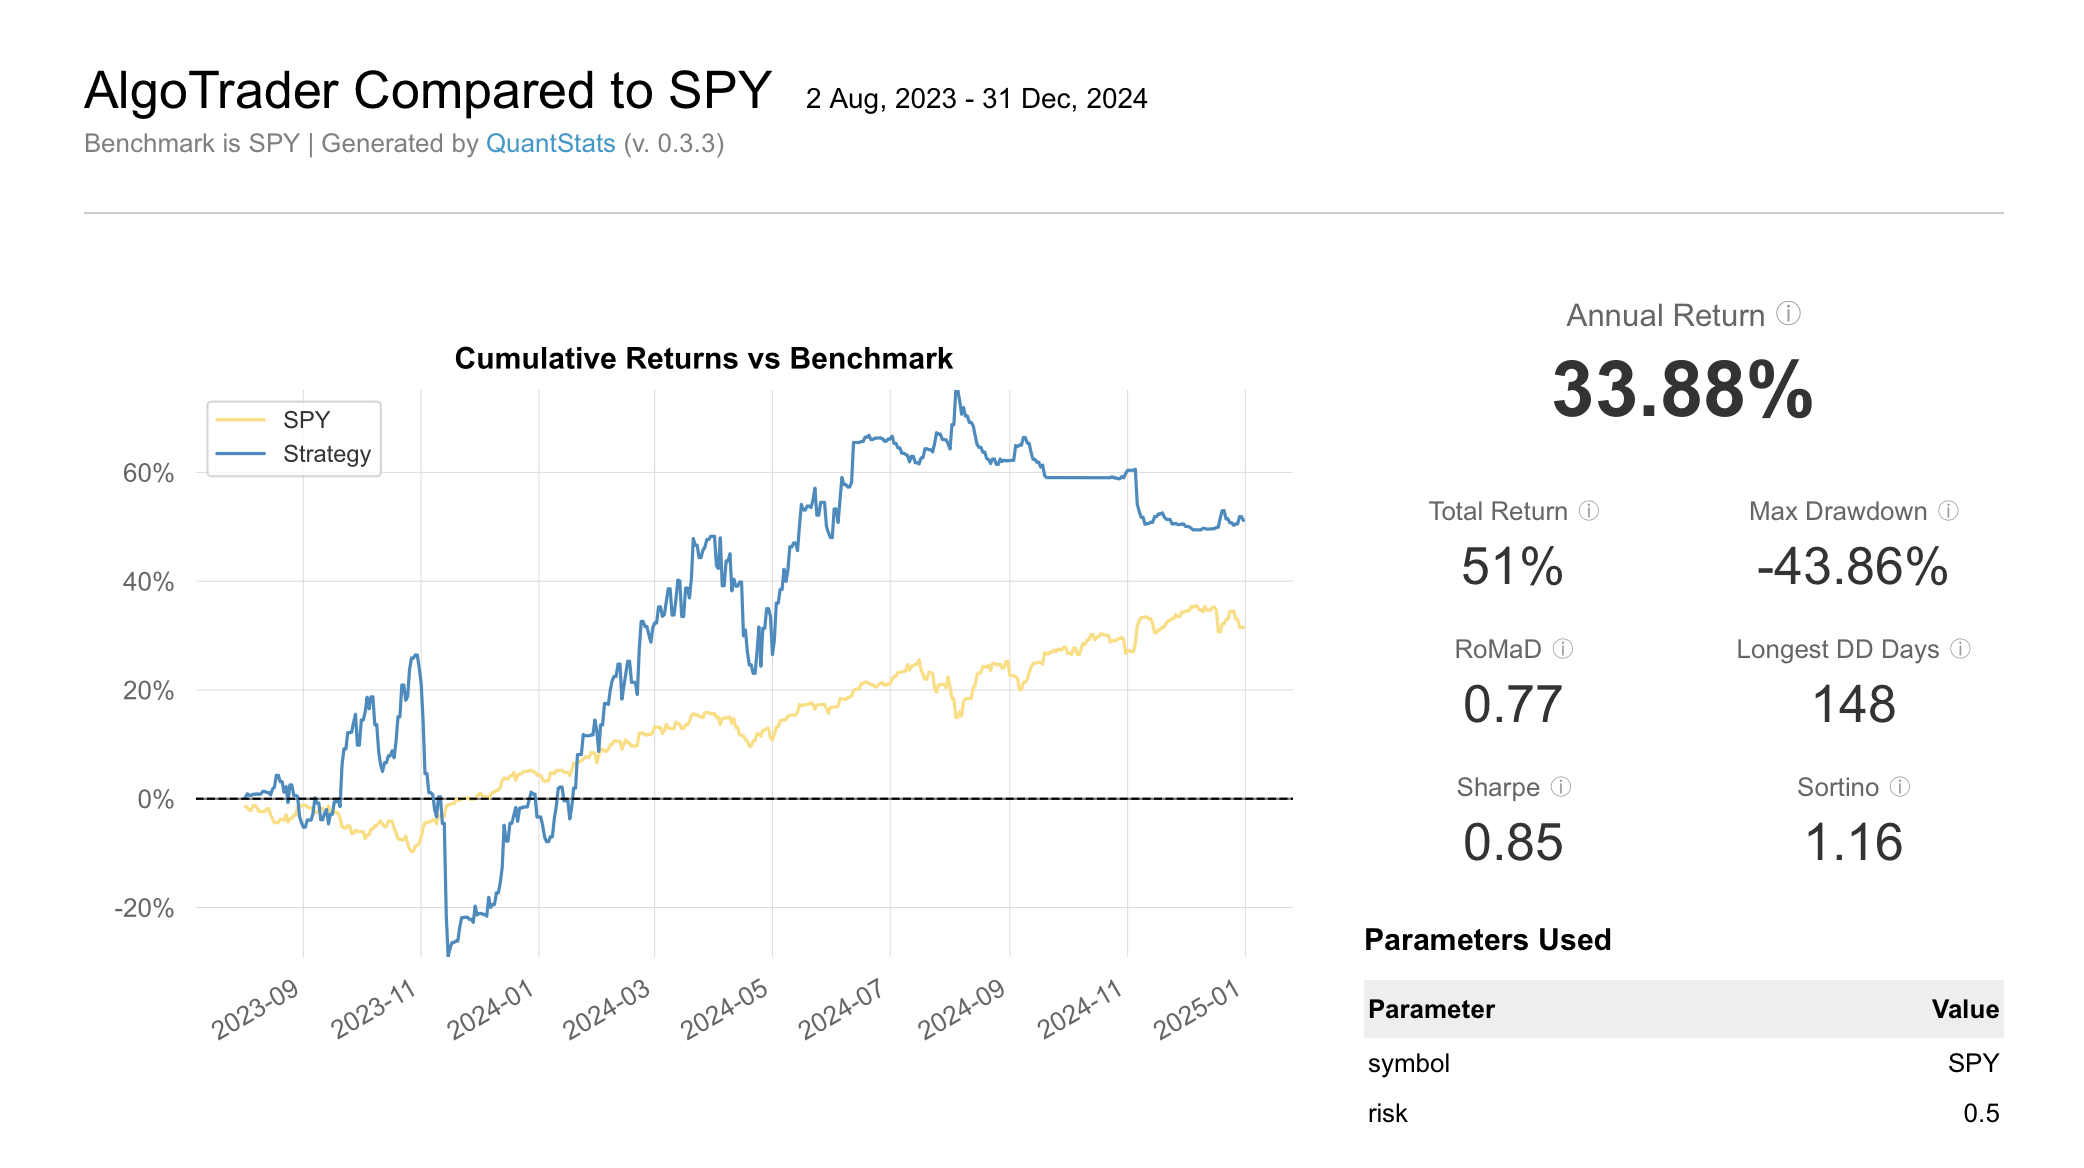 AlgoTrader Compared to SPY 2 Aug, 2023 - 31 Dec, 2024
Benchmark is SPY | Generated by QuantStats (v. 0.3.3)
Cumulative Returns vs Benchmark
SPY
Strategy
60%
40%
20%
0%
-20%
2023-09
2023-11
2024-01
2024-03
2024-05
2024-07
2024-09
2024-11
2025-01
Annual Return ⓘ
33.88%
Total Return ⓘ
51%
Max Drawdown ⓘ
-43.86%
RoMaD ⓘ
0.77
Longest DD Days ⓘ
148
Sharpe ⓘ
0.85
Sortino ⓘ
1.16
Parameters Used
Parameter Value
symbol SPY
risk 0.5